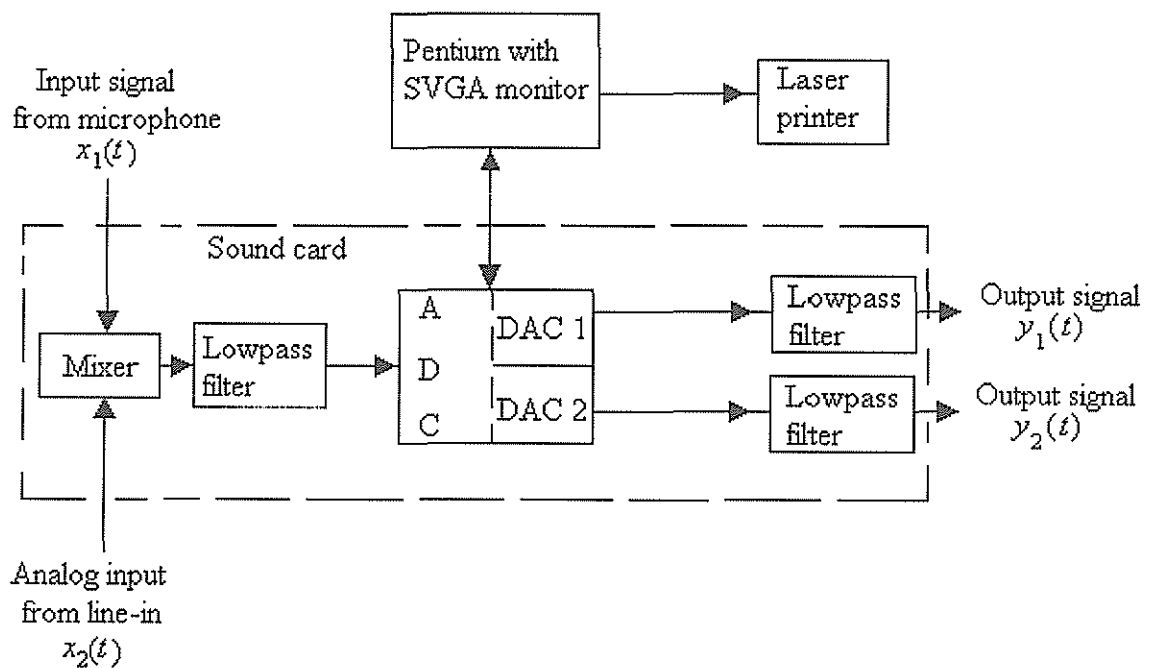 Pentium with
SVGA monitor
Laser
printer
Input signal
from microphone
x₁(t)
Sound card
Mixer
Lowpass
filter
A
D
C
DAC 1
DAC 2
Lowpass
filter
Output signal
y₁(t)
Lowpass
filter
Output signal
y₂(t)
Analog input
from line-in
x₂(t)